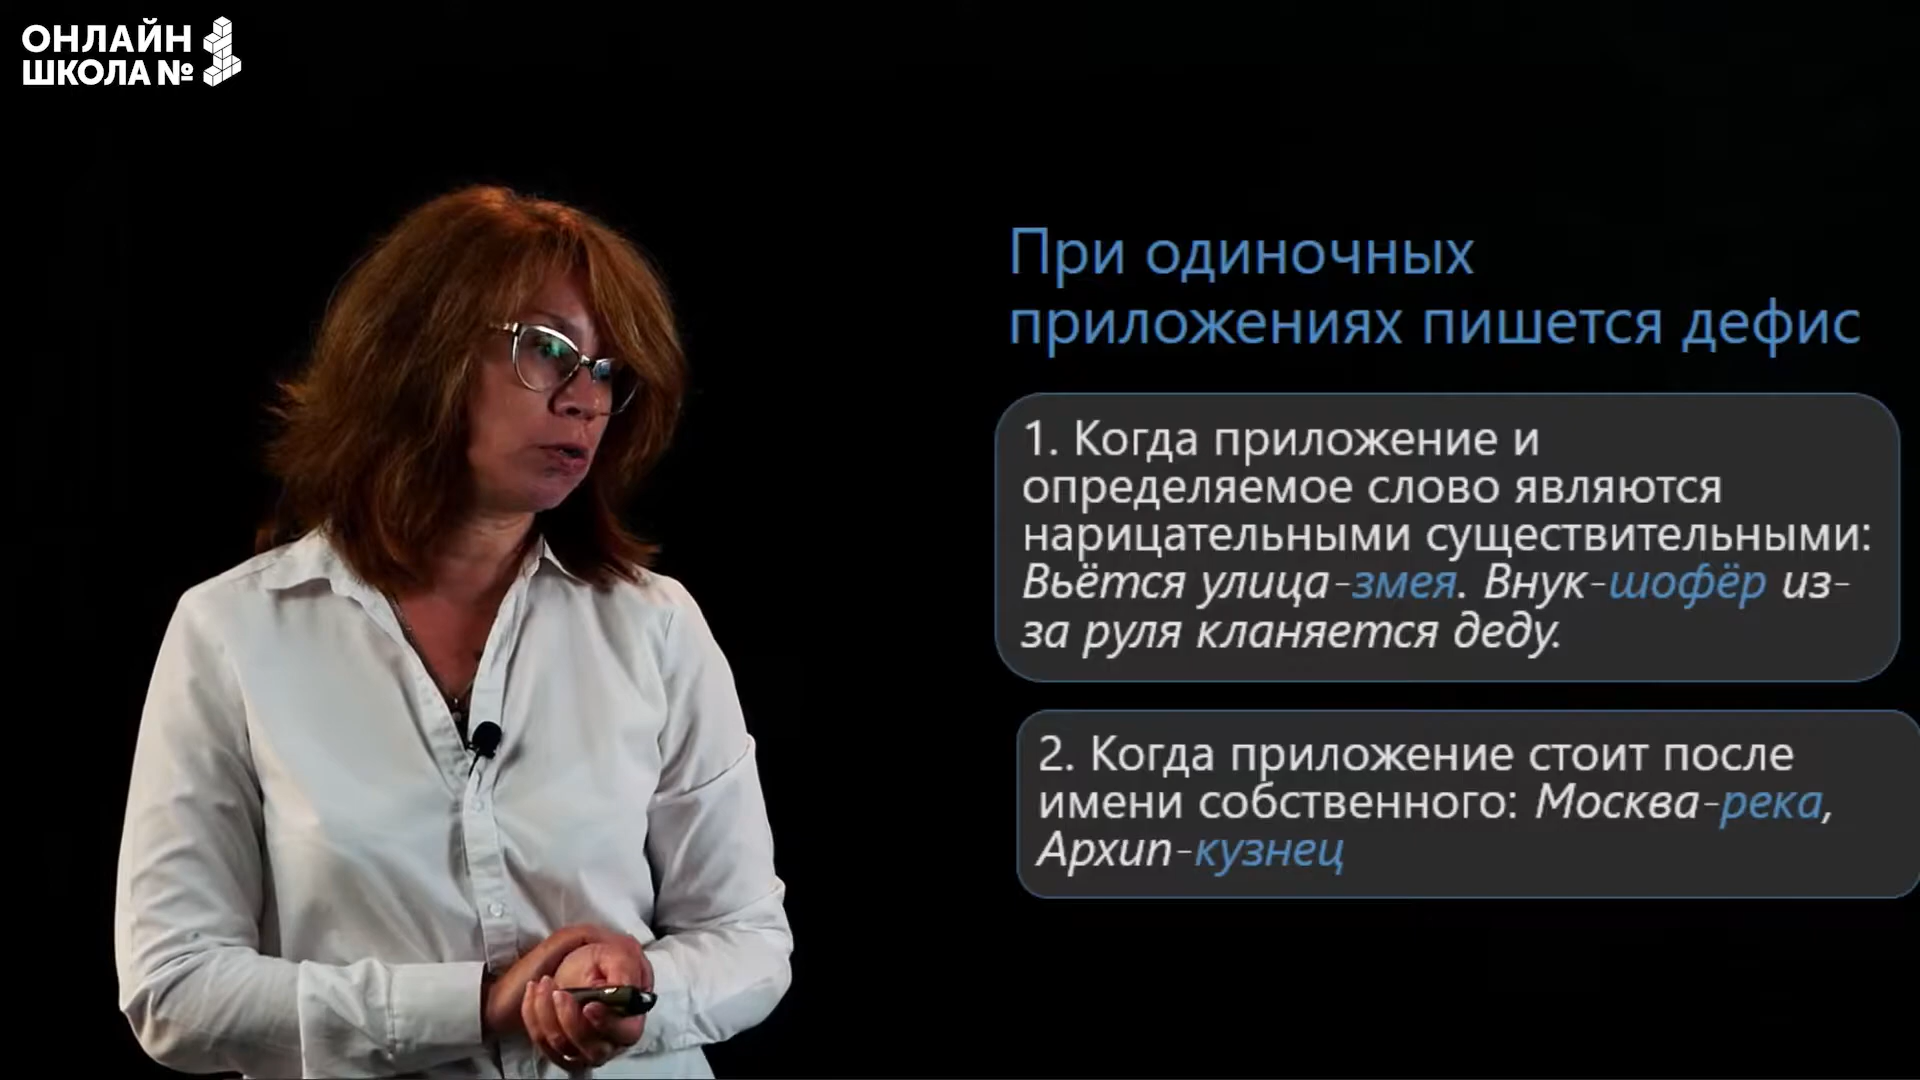 ОНЛАЙН
ШКОЛА №1
При одиночных
приложениях пишется дефис
1. Когда приложение и
определяемое слово являются
нарицательными существительными:
Вьётся улица-змея. Внук-шофёр из-
за руля кланяется деду.
2. Когда приложение стоит после
имени собственного: Москва-река,
Архип-кузнец